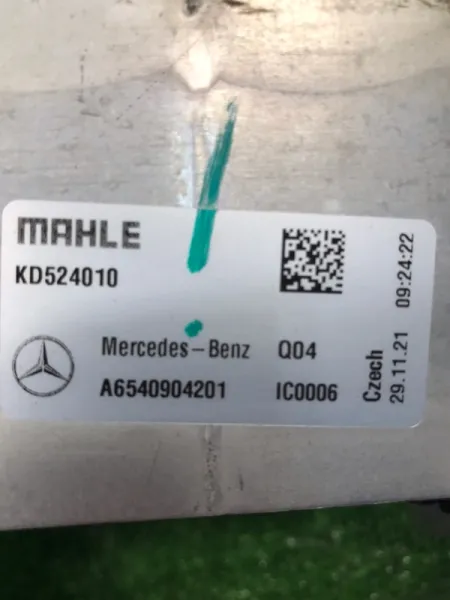 MAHLE
KD524010
Mercedes-Benz Q04
A6540904201 IC0006
Czech
29.11.21 09:24:22